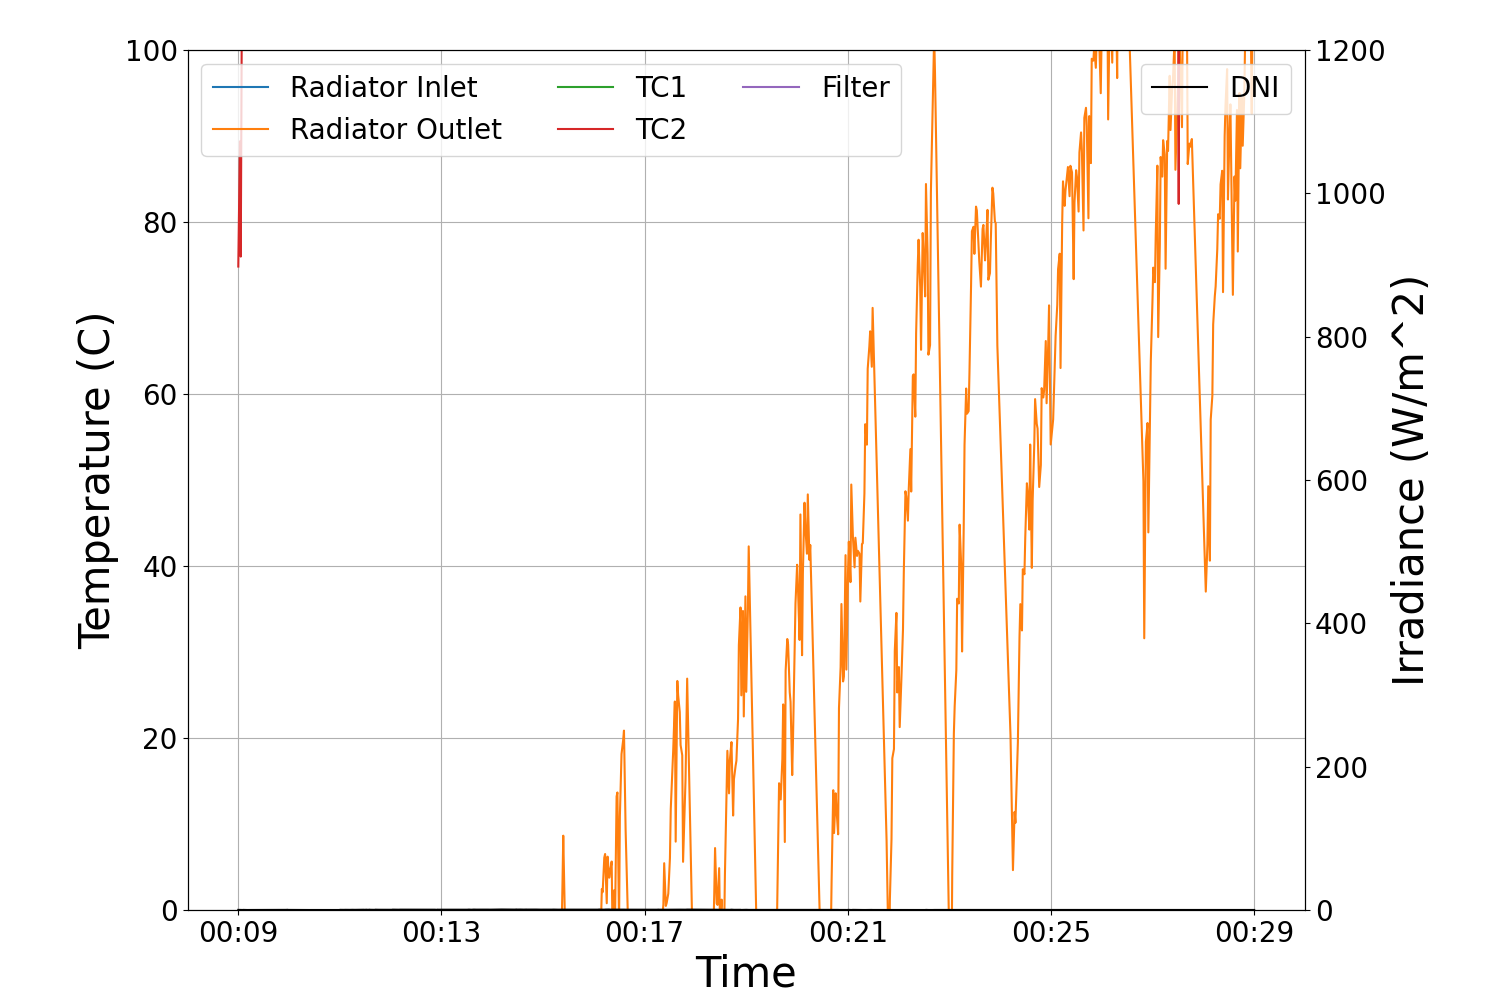 Radiator Inlet
Radiator Outlet
TC1
TC2
Filter
DNI
100
80
60
40
20
0
Temperature (C)
1200
1000
800
600
400
200
0
Irradiance (W/m^2)
00:09 00:13 00:17 00:21 00:25 00:29
Time